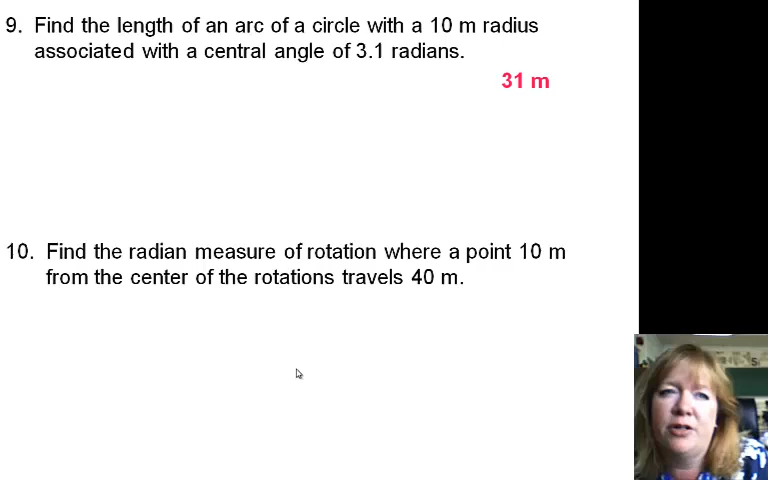 9. Find the length of an arc of a circle with a 10 m radius
associated with a central angle of 3.1 radians.
31 m
10. Find the radian measure of rotation where a point 10 m
from the center of the rotations travels 40 m.